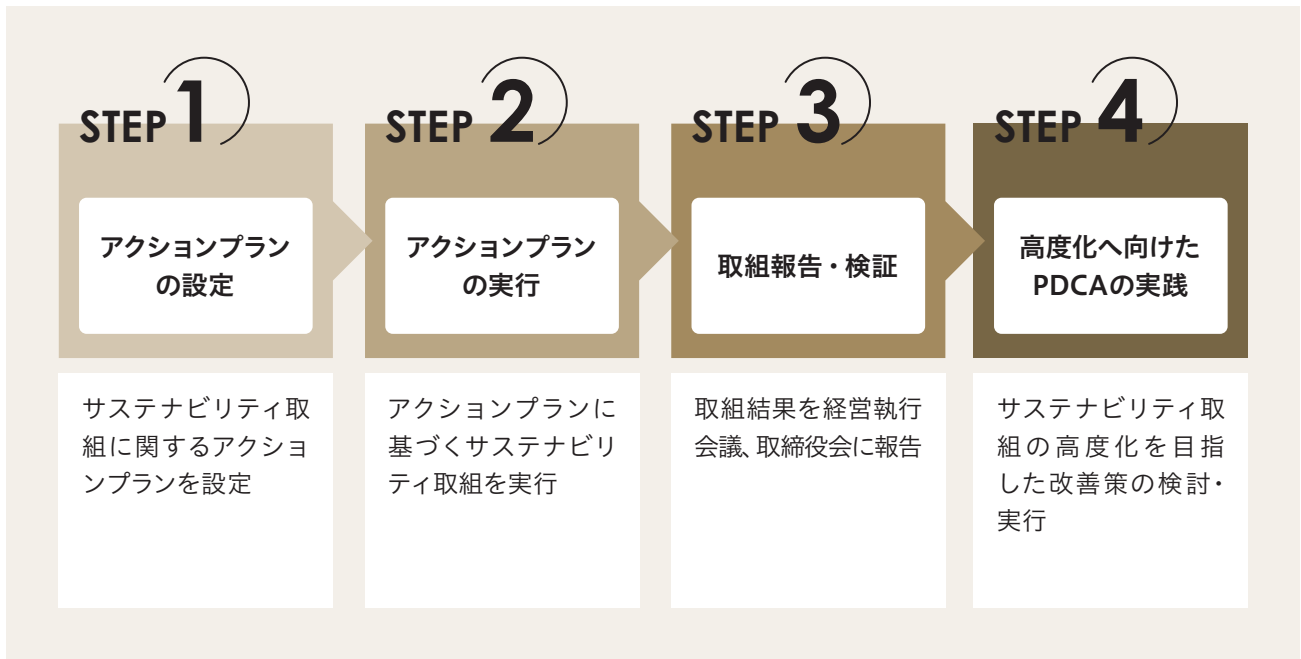 STEP 1
アクションプラン
の設定
サステナビリティ取
組に関するアクショ
ンプランを設定
STEP 2
アクションプラン
の実行
アクションプランに
基づくサステナビリ
ティ取組を実行
STEP 3
取組報告・検証
取組結果を経営執行
会議、取締役会に報告
STEP 4
高度化へ向けた
PDCAの実践
サステナビリティ取
組の高度化を目指
した改善策の検討・
実行